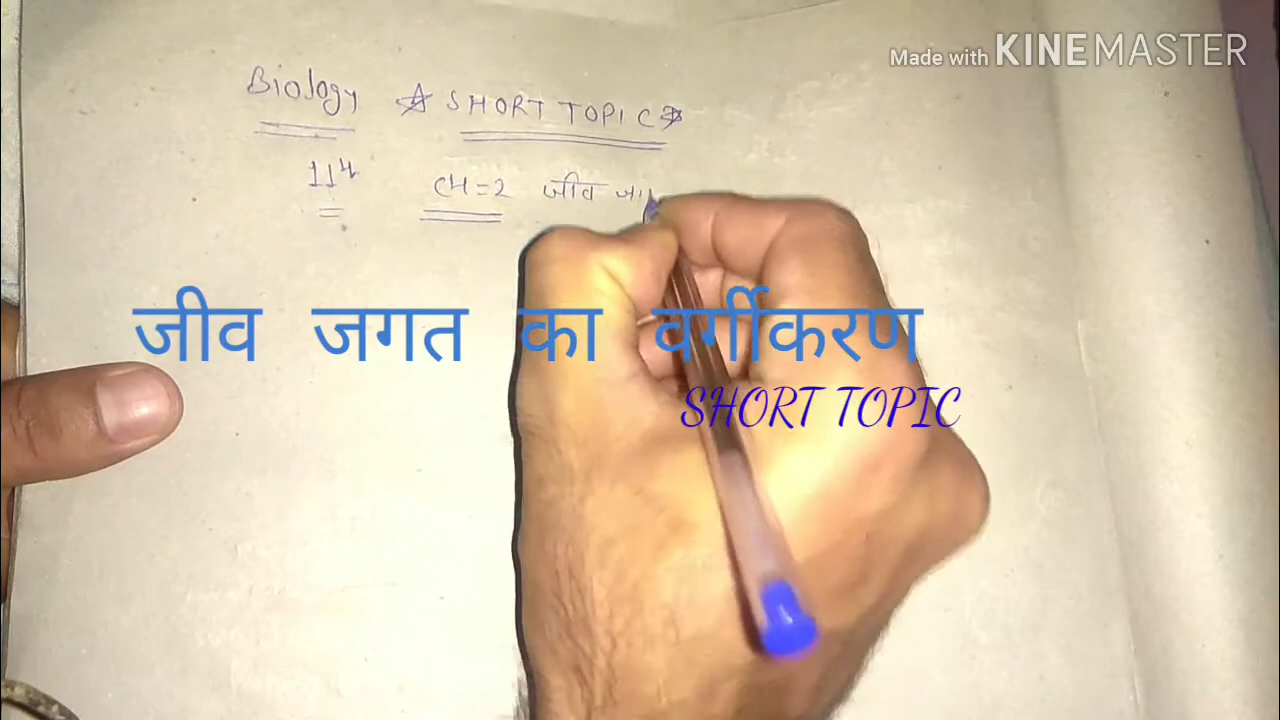 Made with KINEMASTER
Biology ☆ SHORT TOPIC ☆
11th CH=2 जीव
जीव जगत का वर्गीकरण
SHORT TOPIC